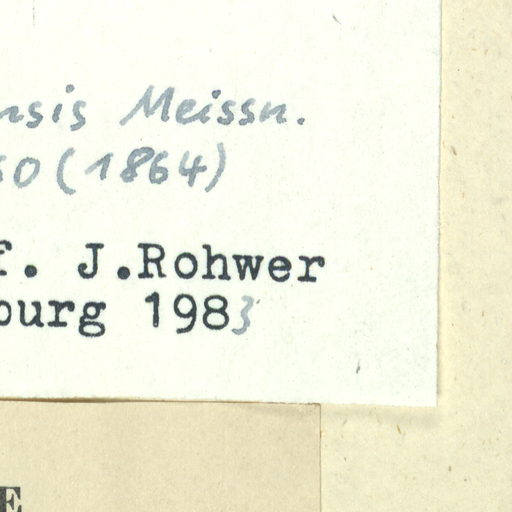 nsis Meissn.
50 (1864)
f. J.Rohwer
burg 1983
E